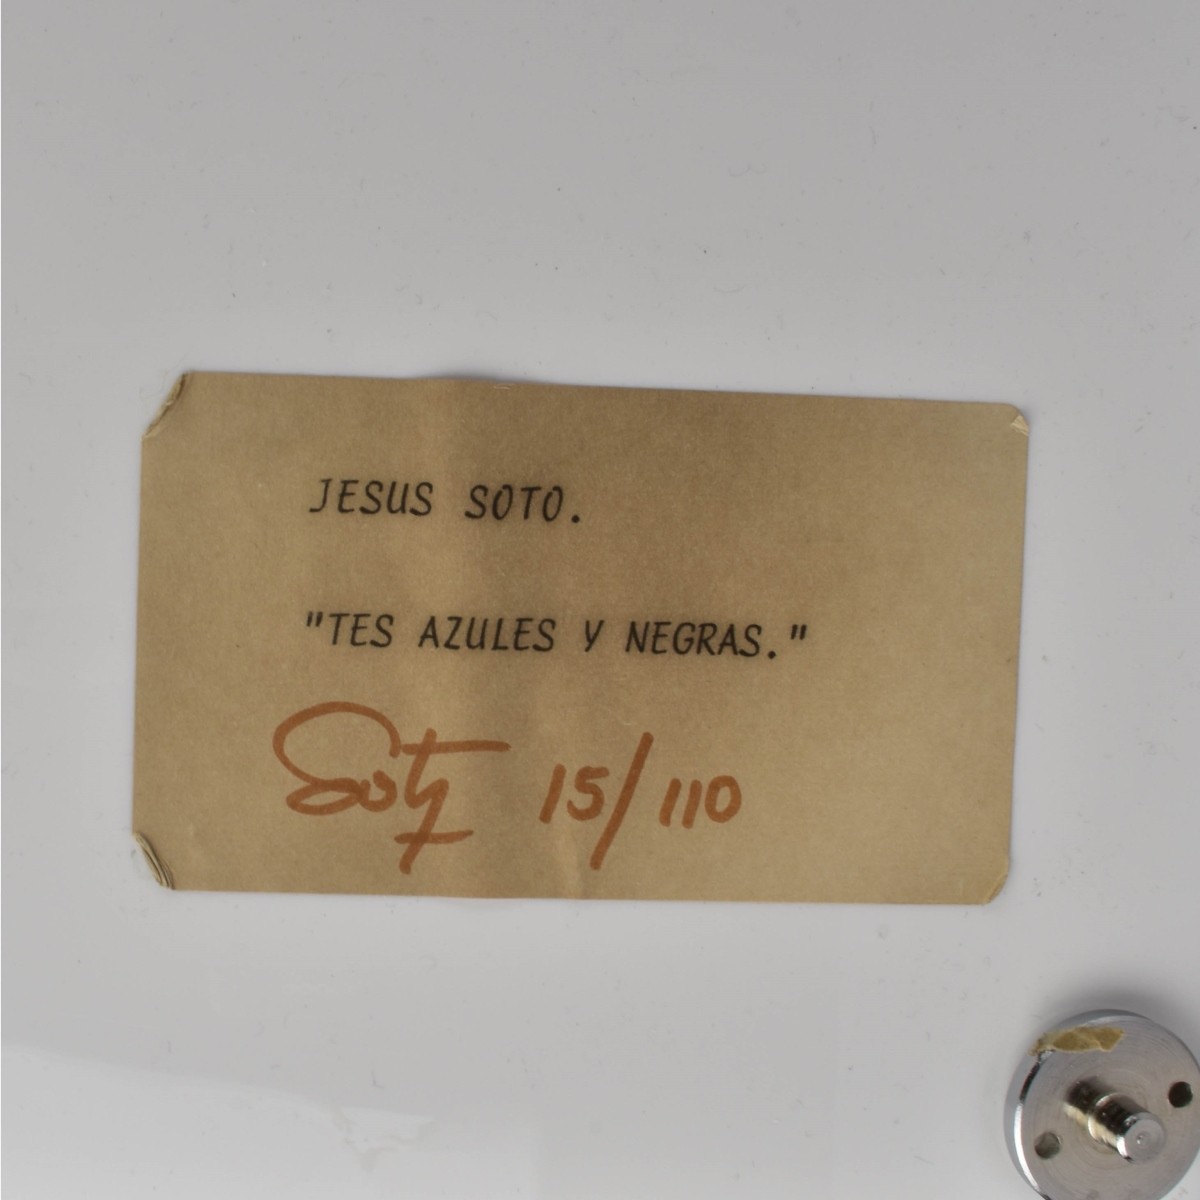 JESUS SOTO.
"TES AZULES Y NEGRAS."
Soto 15/110